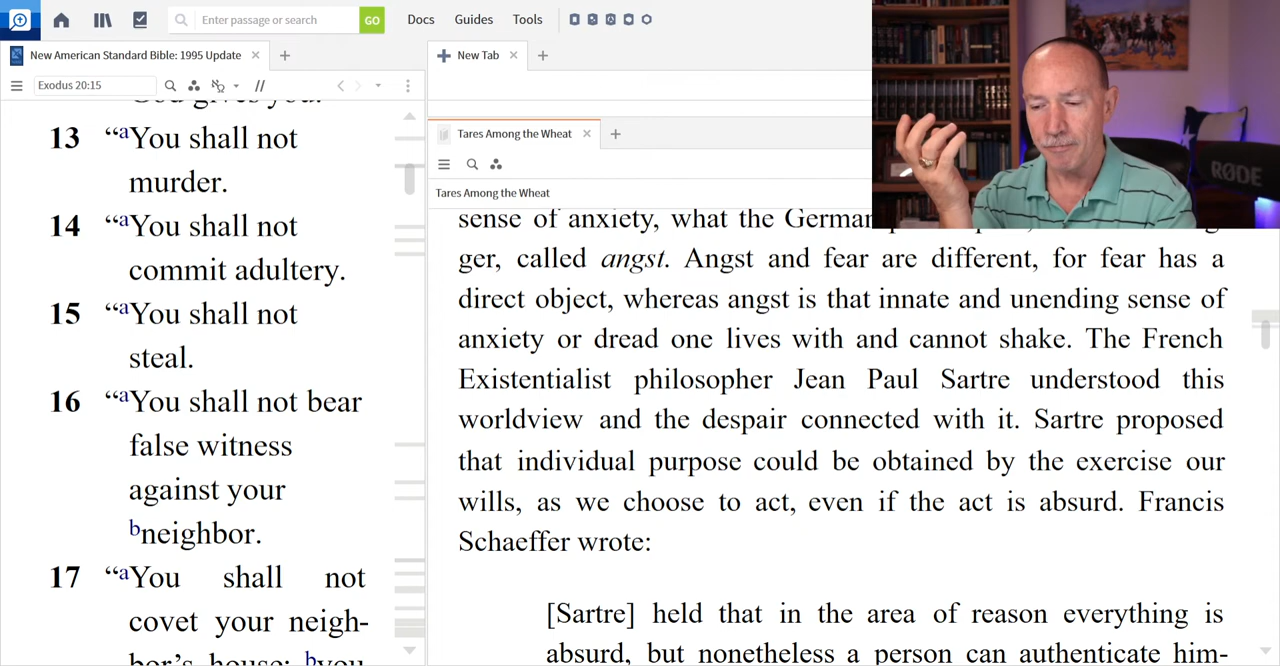 Enter passage or search
GO
Docs
Guides
Tools
New American Standard Bible: 1995 Update
New Tab
Exodus 20:15
God gives you.
13 “aYou shall not
murder.
14 “aYou shall not
commit adultery.
15 “aYou shall not
steal.
16 “aYou shall not bear
false witness
against your
bneighbor.
17 “aYou shall not
covet your neigh-
bor’s house; byou
Tares Among the Wheat
Tares Among the Wheat
sense of anxiety, what the German
ger, called angst. Angst and fear are different, for fear has a
direct object, whereas angst is that innate and unending sense of
anxiety or dread one lives with and cannot shake. The French
Existentialist philosopher Jean Paul Sartre understood this
worldview and the despair connected with it. Sartre proposed
that individual purpose could be obtained by the exercise our
wills, as we choose to act, even if the act is absurd. Francis
Schaeffer wrote:
[Sartre] held that in the area of reason everything is
absurd, but nonetheless a person can authenticate him-
RØDE